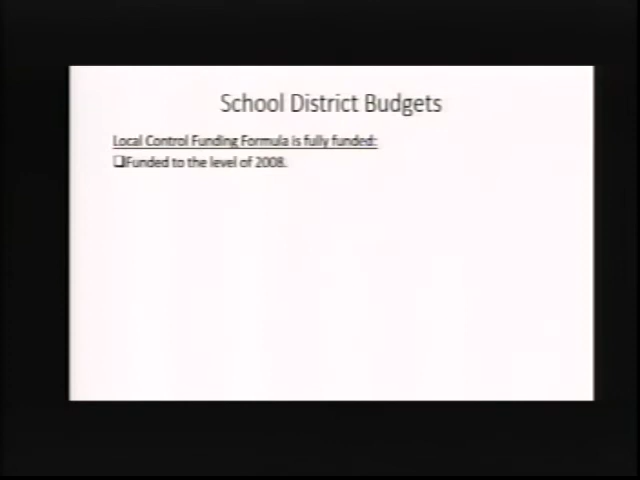 School District Budgets
Local Control Funding Formula is fully funded:
❑Funded to the level of 2008.